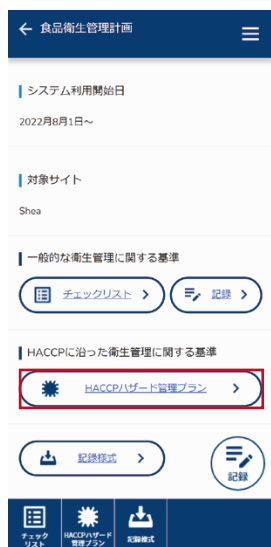 食品衛生管理計画
システム利用開始日
2022月8月1日～
対象サイト
Shea
一般的な衛生管理に関する基準
チェックリスト
記録
HACCPに沿った衛生管理に関する基準
HACCPハザード管理プラン
記録様式
記録
チェック
リスト
HACCPハザード
管理プラン
記録様式